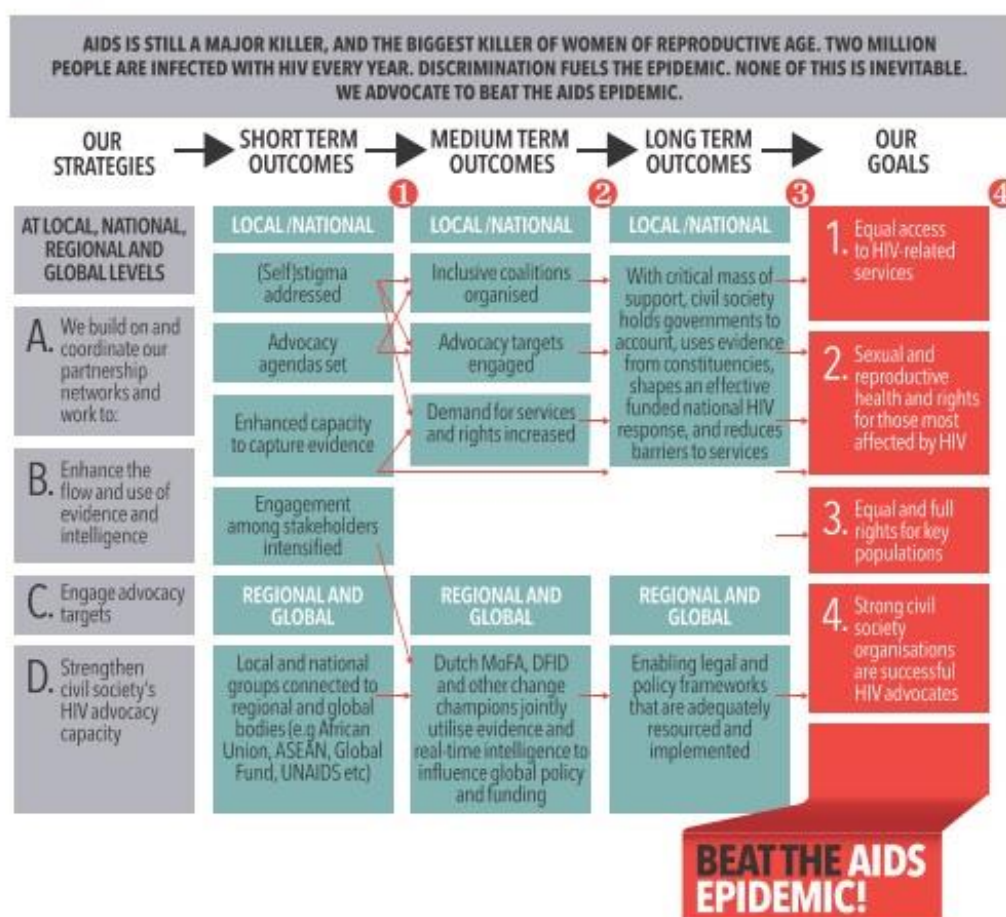 AIDS IS STILL A MAJOR KILLER, AND THE BIGGEST KILLER OF WOMEN OF REPRODUCTIVE AGE. TWO MILLION
PEOPLE ARE INFECTED WITH HIV EVERY YEAR. DISCRIMINATION FUELS THE EPIDEMIC. NONE OF THIS IS INEVITABLE.
WE ADVOCATE TO BEAT THE AIDS EPIDEMIC.
OUR
STRATEGIES
SHORT TERM
OUTCOMES
MEDIUM TERM
OUTCOMES
LONG TERM
OUTCOMES
OUR
GOALS
1
2
3
4
AT LOCAL, NATIONAL,
REGIONAL AND
GLOBAL LEVELS
A. We build on and
coordinate our
partnership
networks and
work to:
B. Enhance the
flow and use of
evidence and
intelligence
C. Engage advocacy
targets
D. Strengthen
civil society's
HIV advocacy
capacity
LOCAL/NATIONAL
(Self)stigma
addressed
Advocacy
agendas set
Enhanced capacity
to capture evidence
Engagement
among stakeholders
intensified
REGIONAL AND
GLOBAL
Local and national
groups connected to
regional and global
bodies (e.g African
Union, ASEAN, Global
Fund, UNAIDS etc)
LOCAL/NATIONAL
Inclusive coalitions
organised
Advocacy targets
engaged
Demand for services
and rights increased
REGIONAL AND
GLOBAL
Dutch MoFA, DFID
and other change
champions jointly
utilise evidence and
real-time intelligence to
influence global policy
and funding
LOCAL/NATIONAL
With critical mass of
support, civil society
holds governments to
account, uses evidence
from constituencies,
shapes an effective
funded national HIV
response, and reduces
barriers to services
REGIONAL AND
GLOBAL
Enabling legal and
policy frameworks
that are adequately
resourced and
implemented
1. Equal access
to HIV-related
services
2. Sexual and
reproductive
health and rights
for those most
affected by HIV
3. Equal and full
rights for key
populations
4. Strong civil
society
organisations
are successful
HIV advocates
BEAT THE AIDS
EPIDEMIC!